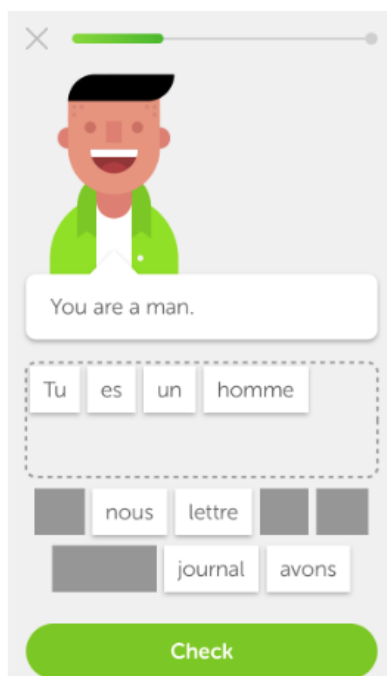 You are a man.
Tu es un homme
nous lettre
journal avons
Check